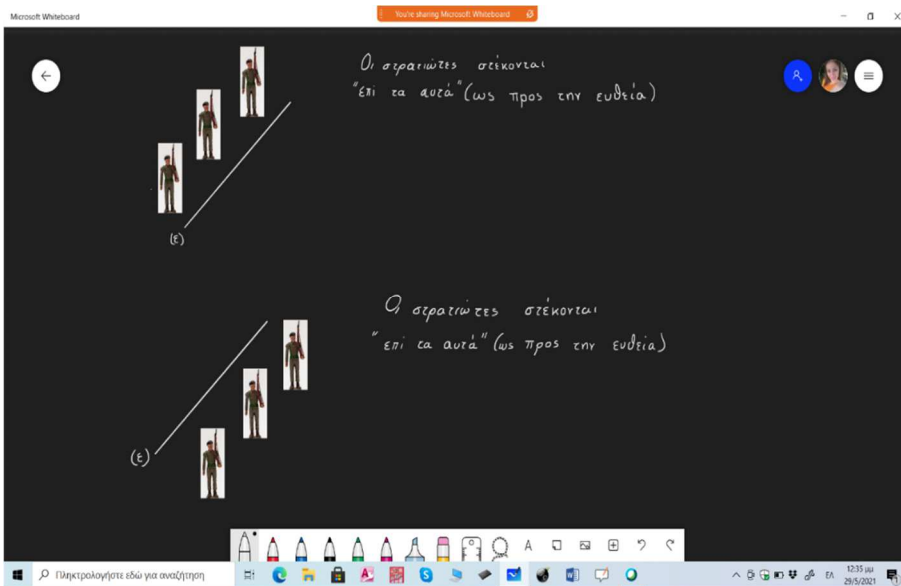 Microsoft Whiteboard
You're sharing Microsoft Whiteboard
Οι στρατιώτες στέκονται
"επί τα αυτά" (ως προς την ευθεία)
(ε)
Οι στρατιώτες στέκονται
"επί τα αυτά" (ως προς την ευθεία)
(ε)
Πληκτρολογήστε εδώ για αναζήτηση
ΕΛ
12:35 μμ
29/5/2021